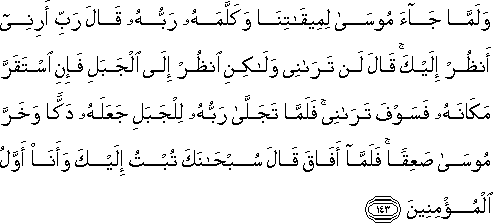 وَلَمَّا جَآءَ مُوسَىٰ لِمِيقَـٰتِنَا وَكَلَّمَهُۥ رَبُّهُۥ قَالَ رَبِّ أَرِنِىٓ
أَنظُرْ إِلَيْكَ ۚ قَالَ لَن تَرَىٰنِى وَلَـٰكِنِ ٱنظُرْ إِلَى ٱلْجَبَلِ فَإِنِ ٱسْتَقَرَّ
مَكَانَهُۥ فَسَوْفَ تَرَىٰنِى ۚ فَلَمَّا تَجَلَّىٰ رَبُّهُۥ لِلْجَبَلِ جَعَلَهُۥ دَكًّا وَخَرَّ
مُوسَىٰ صَعِقًا ۚ فَلَمَّآ أَفَاقَ قَالَ سُبْحَـٰنَكَ تُبْتُ إِلَيْكَ وَأَنَا۠ أَوَّلُ
ٱلْمُؤْمِنِينَ ١٤٣